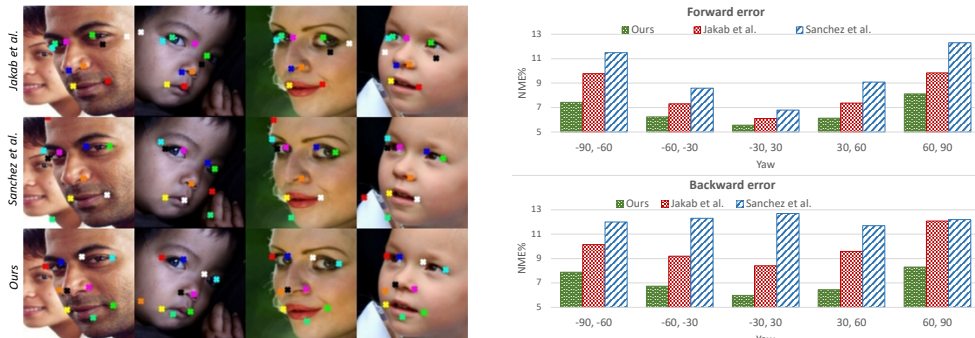 Jakab et al.
Sanchez et al.
Ours
Forward error
Ours Jakab et al. Sanchez et al.
NME%
13
11
9
7
5
-90, -60 -60, -30 -30, 30 30, 60 60, 90
Yaw
Backward error
Ours Jakab et al. Sanchez et al.
NME%
13
11
9
7
5
-90, -60 -60, -30 -30, 30 30, 60 60, 90
Yaw